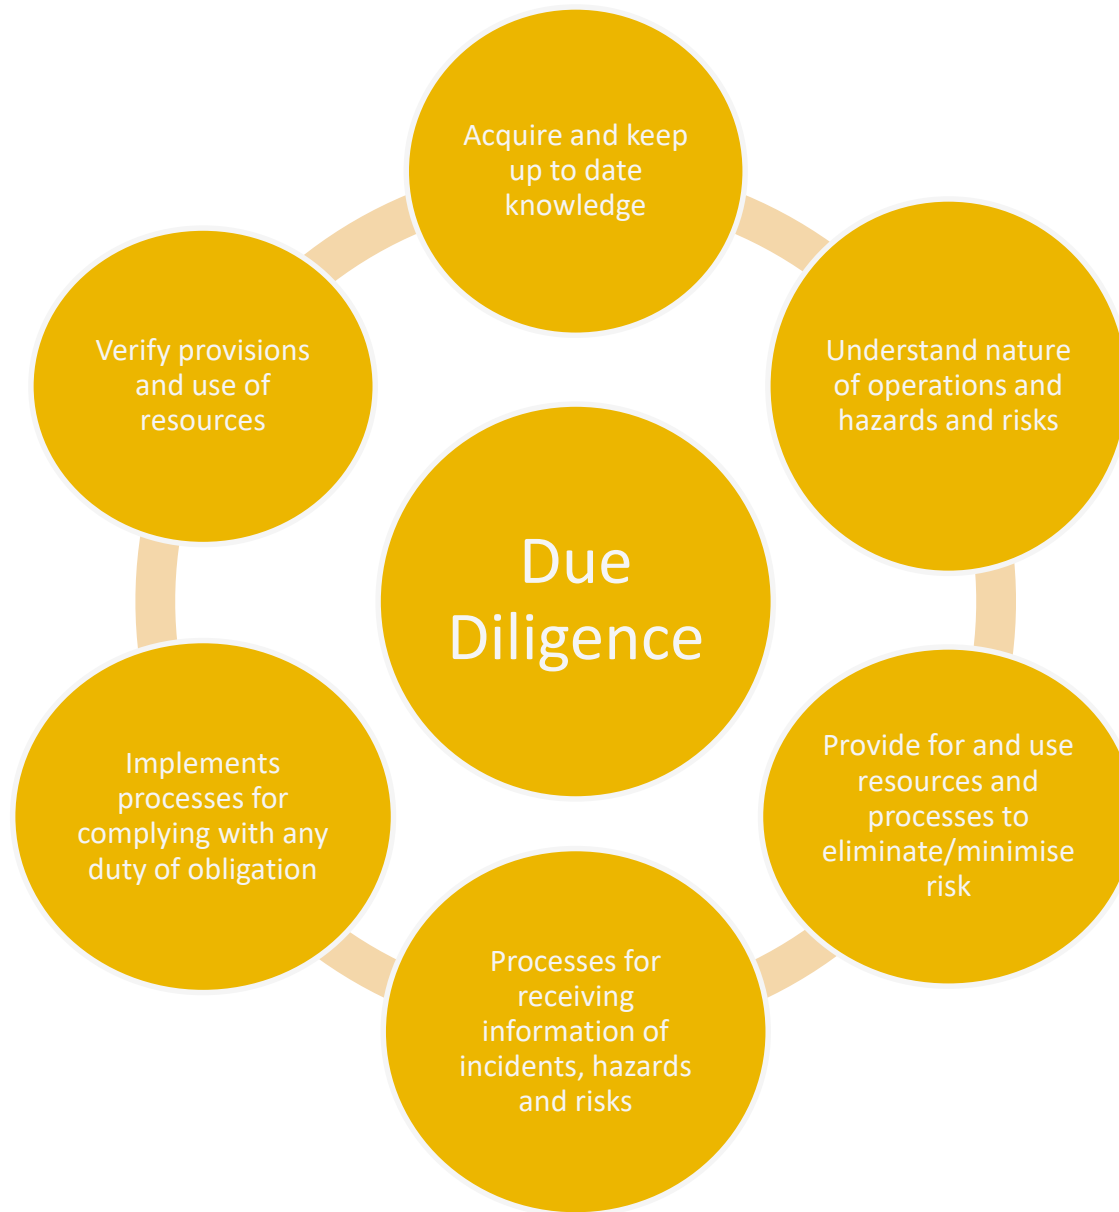 Acquire and keep
up to date
knowledge
Understand nature
of operations and
hazards and risks
Provide for and use
resources and
processes to
eliminate/minimise
risk
Processes for
receiving
information of
incidents, hazards
and risks
Implements
processes for
complying with any
duty of obligation
Verify provisions
and use of
resources
Due
Diligence